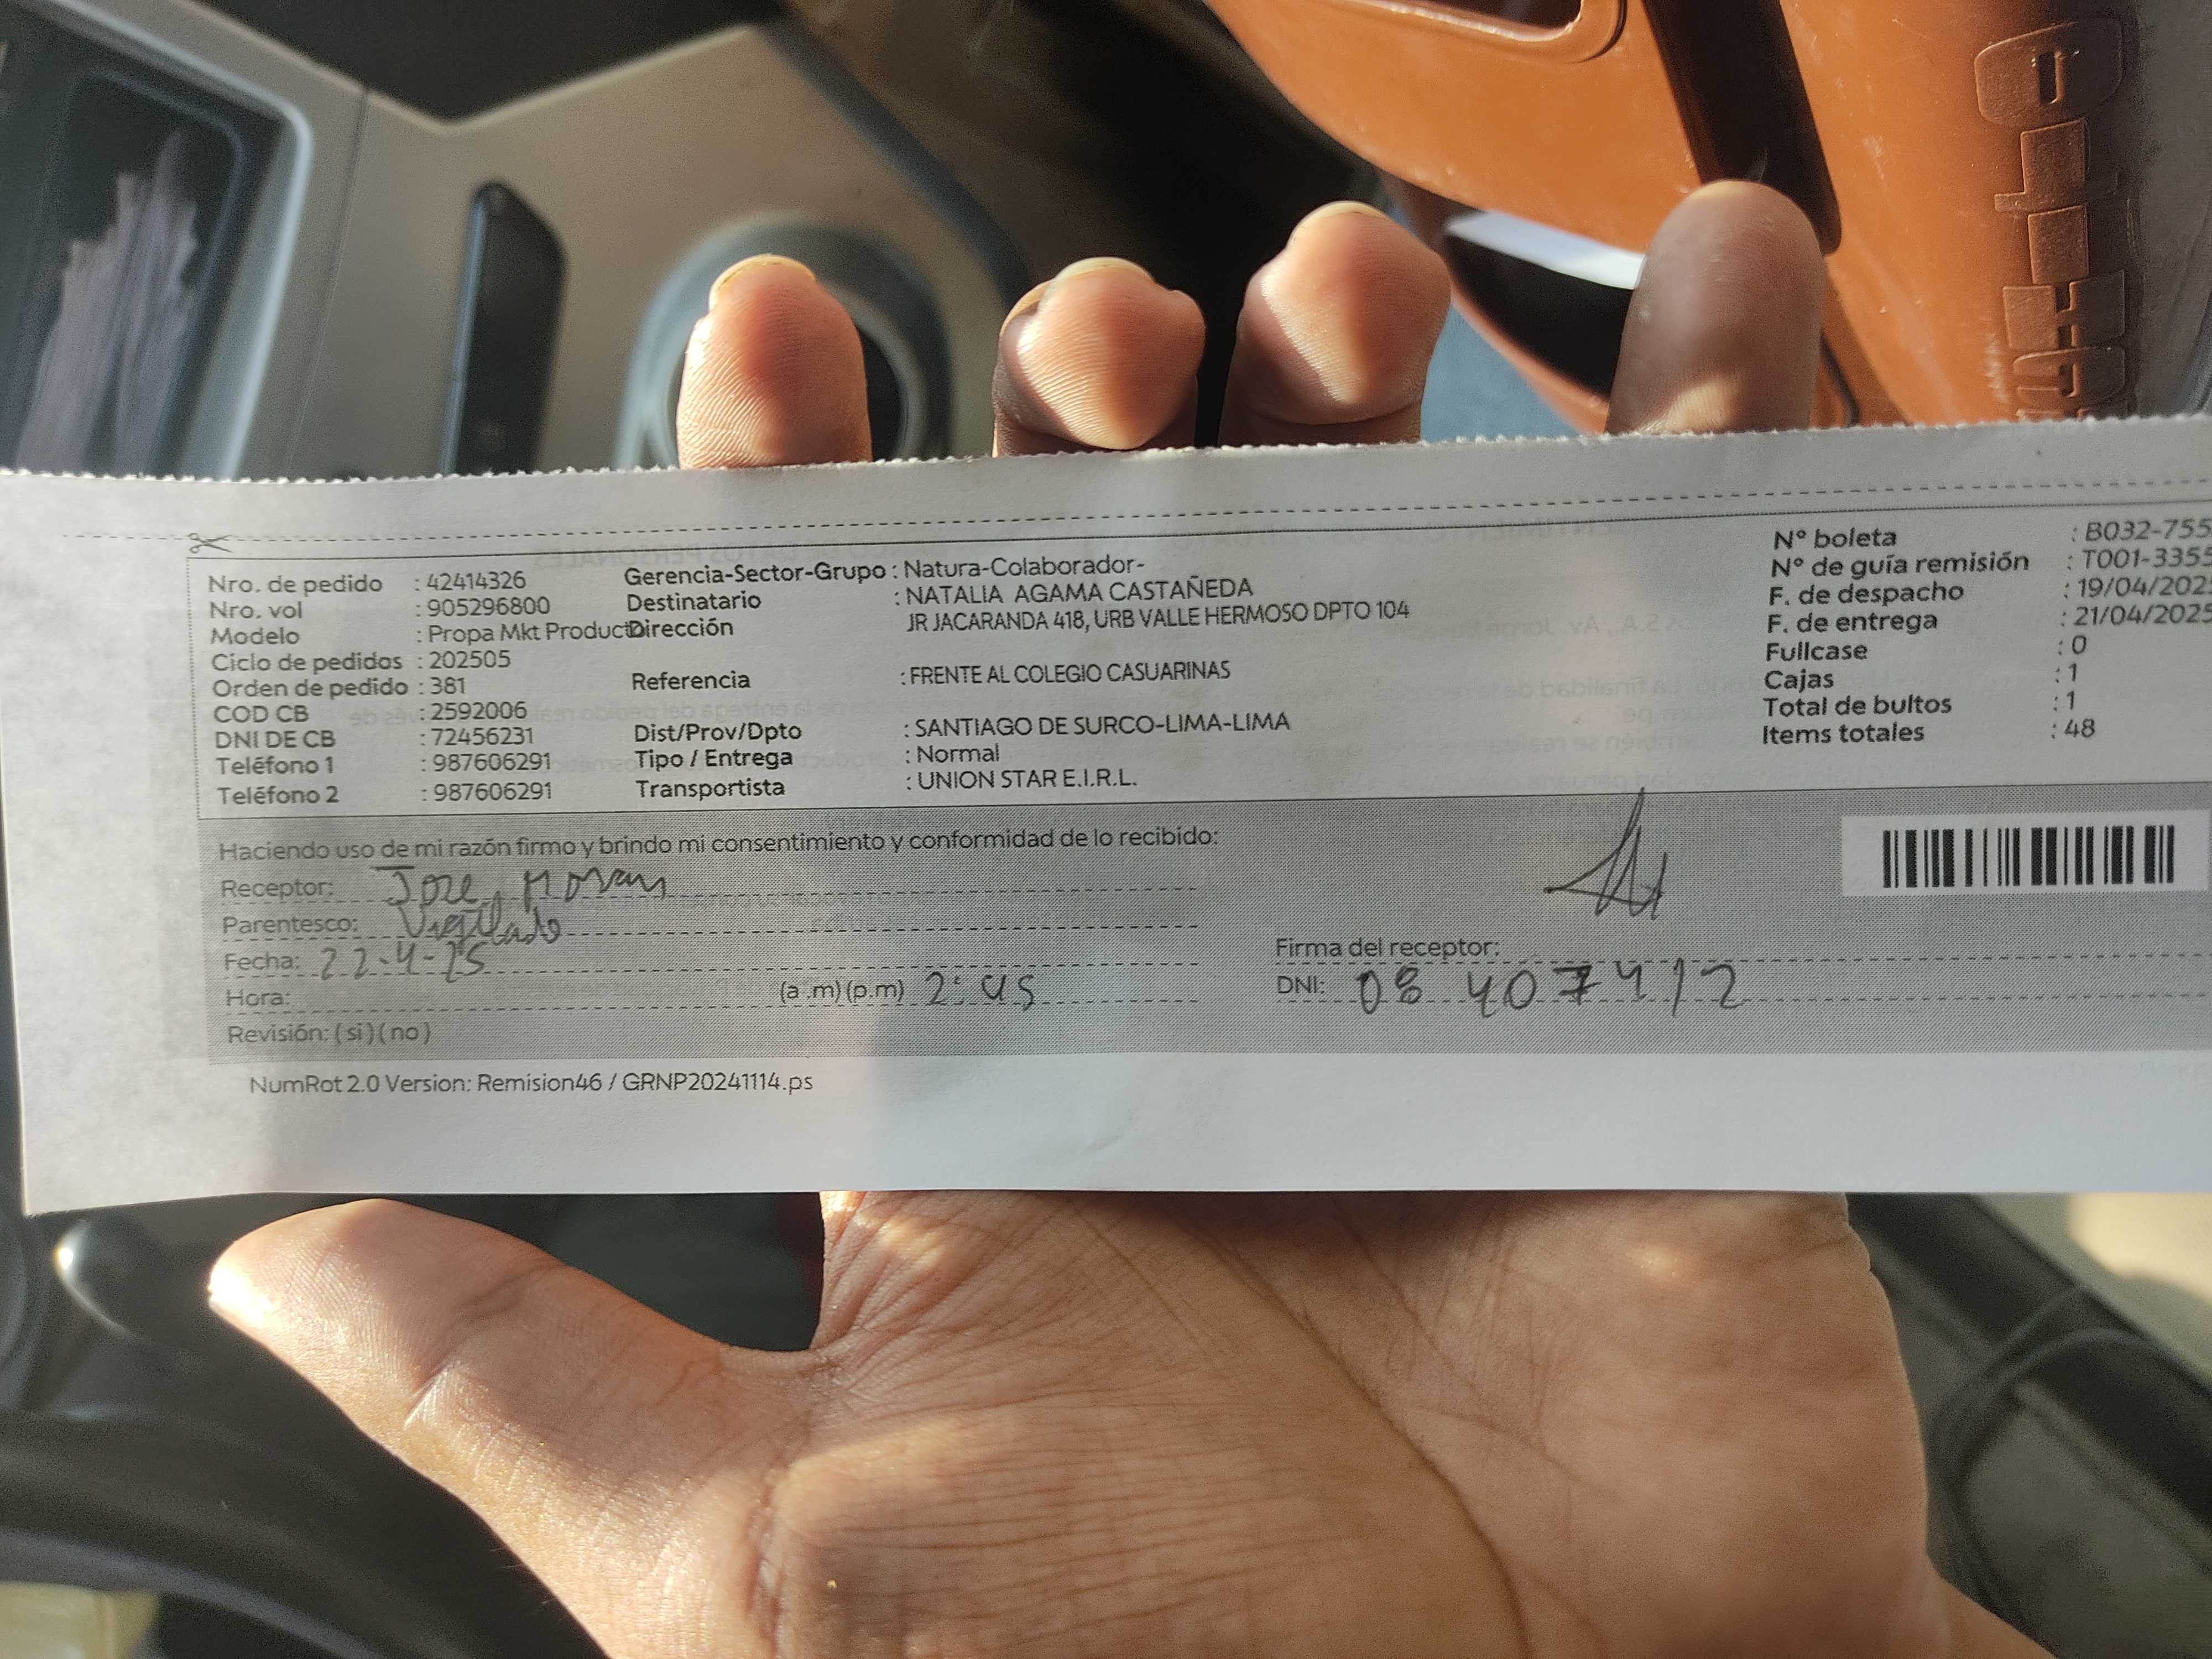 Nro. de pedido : 42414326
Nro. vol : 905296800
Modelo : Propa Mkt Producto
Ciclo de pedidos : 202505
Orden de pedido : 381
COD CB : 2592006
DNI DE CB : 72456231
Teléfono 1 : 987606291
Teléfono 2 : 987606291
Gerencia-Sector-Grupo : Natura-Colaborador-
Destinatario : NATALIA AGAMA CASTAÑEDA
Dirección JR JACARANDA 418, URB VALLE HERMOSO DPTO 104
Referencia : FRENTE AL COLEGIO CASUARINAS
Dist/Prov/Dpto : SANTIAGO DE SURCO-LIMA-LIMA
Tipo / Entrega : Normal
Transportista : UNION STAR E.I.R.L.
N° boleta : B032-755
N° de guía remisión : T001-3355
F. de despacho : 19/04/202
F. de entrega : 21/04/2025
Fullcase : 0
Cajas : 1
Total de bultos : 1
Items totales : 48
Haciendo uso de mi razón firmo y brindo mi consentimiento y conformidad de lo recibido:
Receptor: Jose Moran
Parentesco: Vigilado
Fecha: 22-4-25
Hora: (a .m) (p.m) 2:45
Revisión: ( si ) ( no )
Firma del receptor:
DNI: 08407412
NumRot 2.0 Version: Remision46 / GRNP20241114.ps